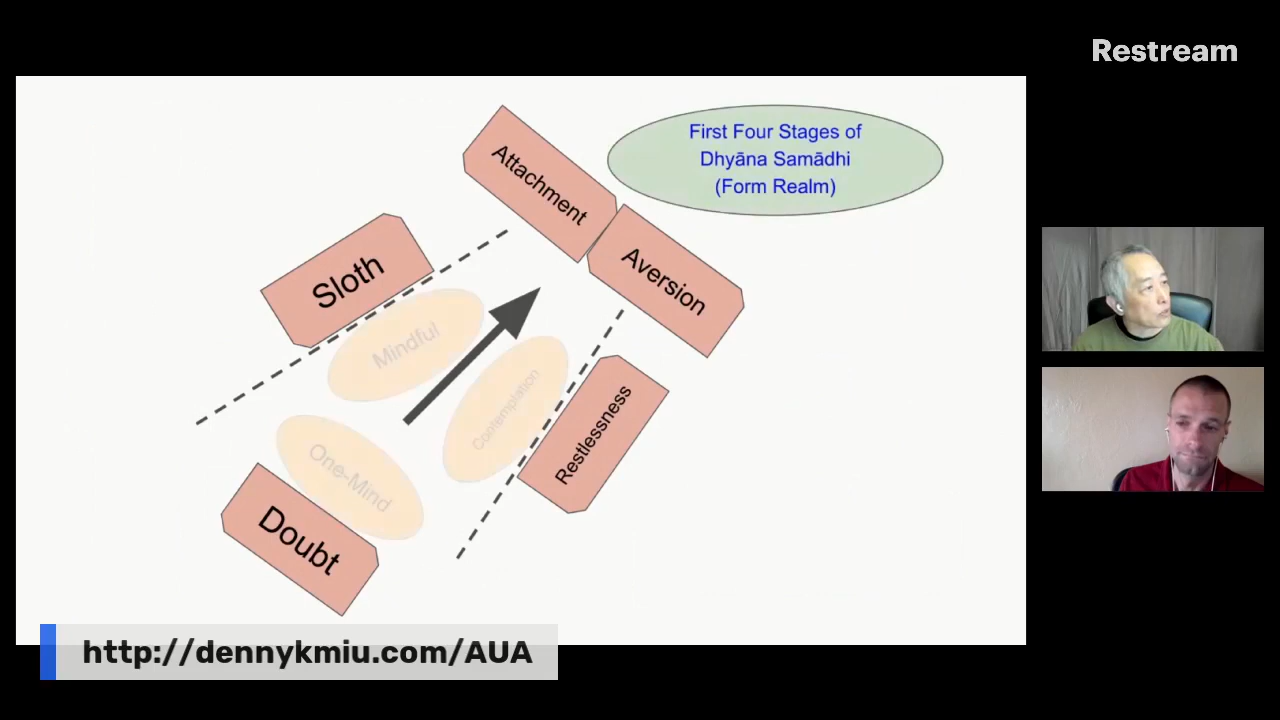 Restream
First Four Stages of
Dhyāna Samādhi
(Form Realm)
Attachment
Aversion
Sloth
Mindful
Contemplation
Restlessness
One-Mind
Doubt
http://dennykmiu.com/AUA